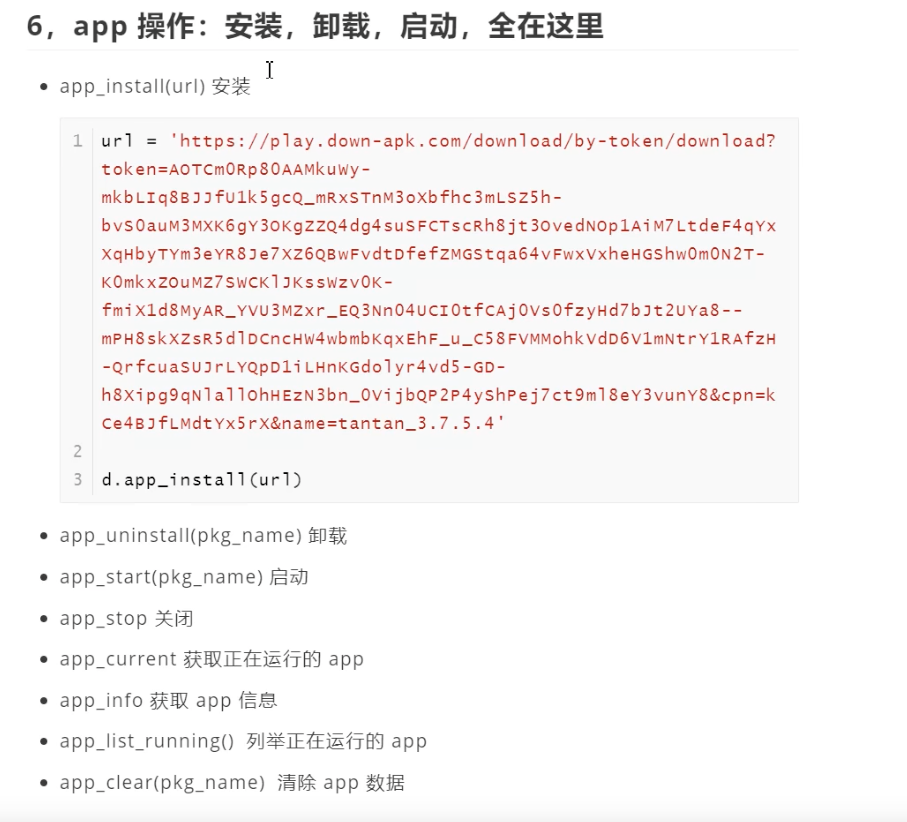 6，app 操作：安装，卸载，启动，全在这里
• app_install(url) 安装
1 url = 'https://play.down-apk.com/download/by-token/download?
token=AOTCm0Rp80AAMkuWy-
mkbLIq8BJJfU1k5gcQ_mRxSTnM3oXbfhc3mLSZ5h-
bvS0auM3MXK6gY3OKgZZQ4dg4suSFCTscRh8jt3OvedNOp1AiM7LtdeF4qYx
XqHbyTYm3eYR8Je7XZ6QBwFvdtDfefZMGStqa64vFwxVxheHGShw0m0N2T-
K0mkxZOuMZ7SWCKlJKssWzv0K-
fmiX1d8MyAR_YVU3MZxr_EQ3Nn04UCI0tfCAj0Vs0fzyHd7bJt2UYa8--
mPH8skXZsR5dlDCncHW4wbmbKqxEhF_u_C58FVMMohkVdD6V1mNtrY1RAfzH
-QrfcuaSUJrLYQpD1iLHnKGdolyr4vd5-GD-
h8Xipg9qNlallOhHEzN3bn_OVijbQP2P4yShPej7ct9ml8eY3vunY8&cpn=k
Ce4BJfLMdtYx5rX&name=tantan_3.7.5.4'
2
3 d.app_install(url)
• app_uninstall(pkg_name) 卸载
• app_start(pkg_name) 启动
• app_stop 关闭
• app_current 获取正在运行的 app
• app_info 获取 app 信息
• app_list_running() 列举正在运行的 app
• app_clear(pkg_name) 清除 app 数据